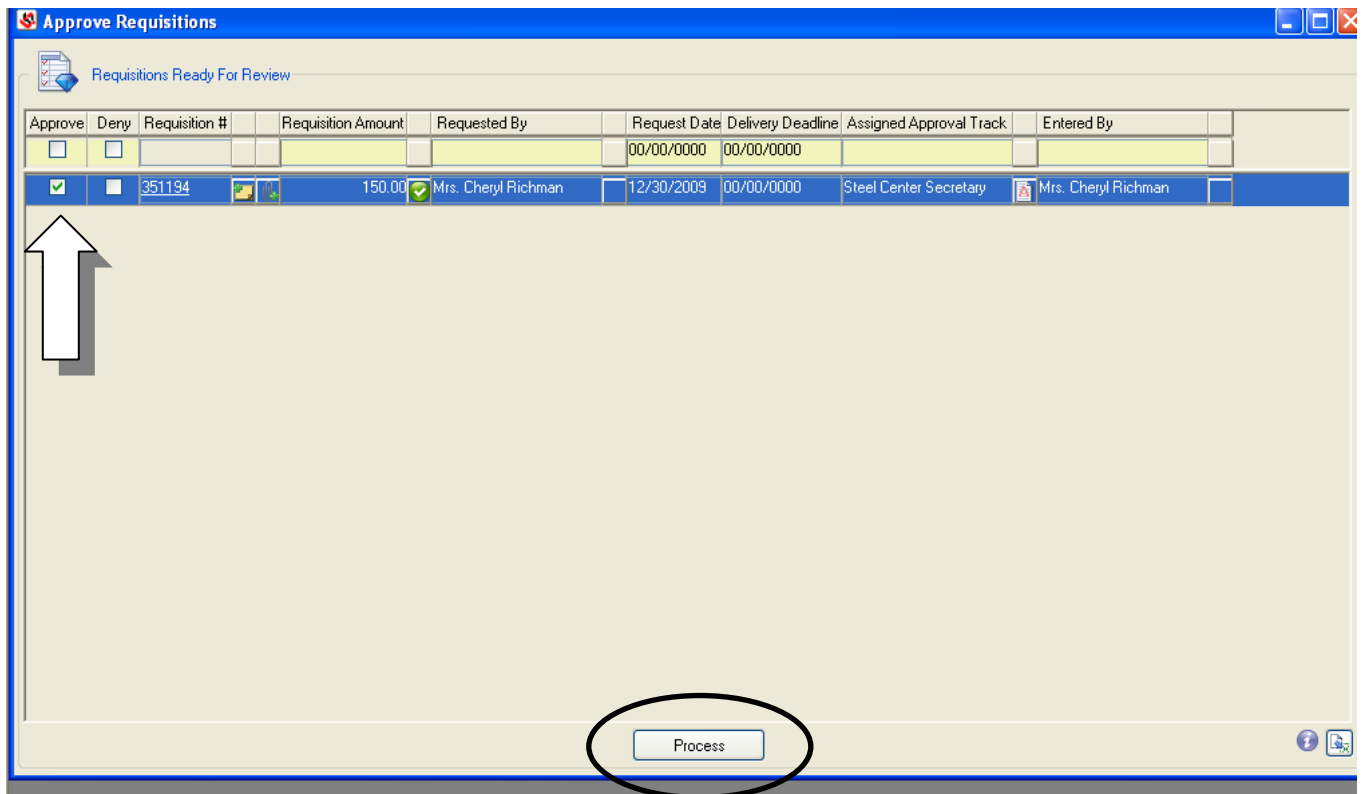 Approve Requisitions
Requisitions Ready For Review
Approve Deny Requisition # Requisition Amount Requested By Request Date Delivery Deadline Assigned Approval Track Entered By
00/00/0000 00/00/0000
351194 150.00 Mrs. Cheryl Richman 12/30/2009 00/00/0000 Steel Center Secretary Mrs. Cheryl Richman
Process